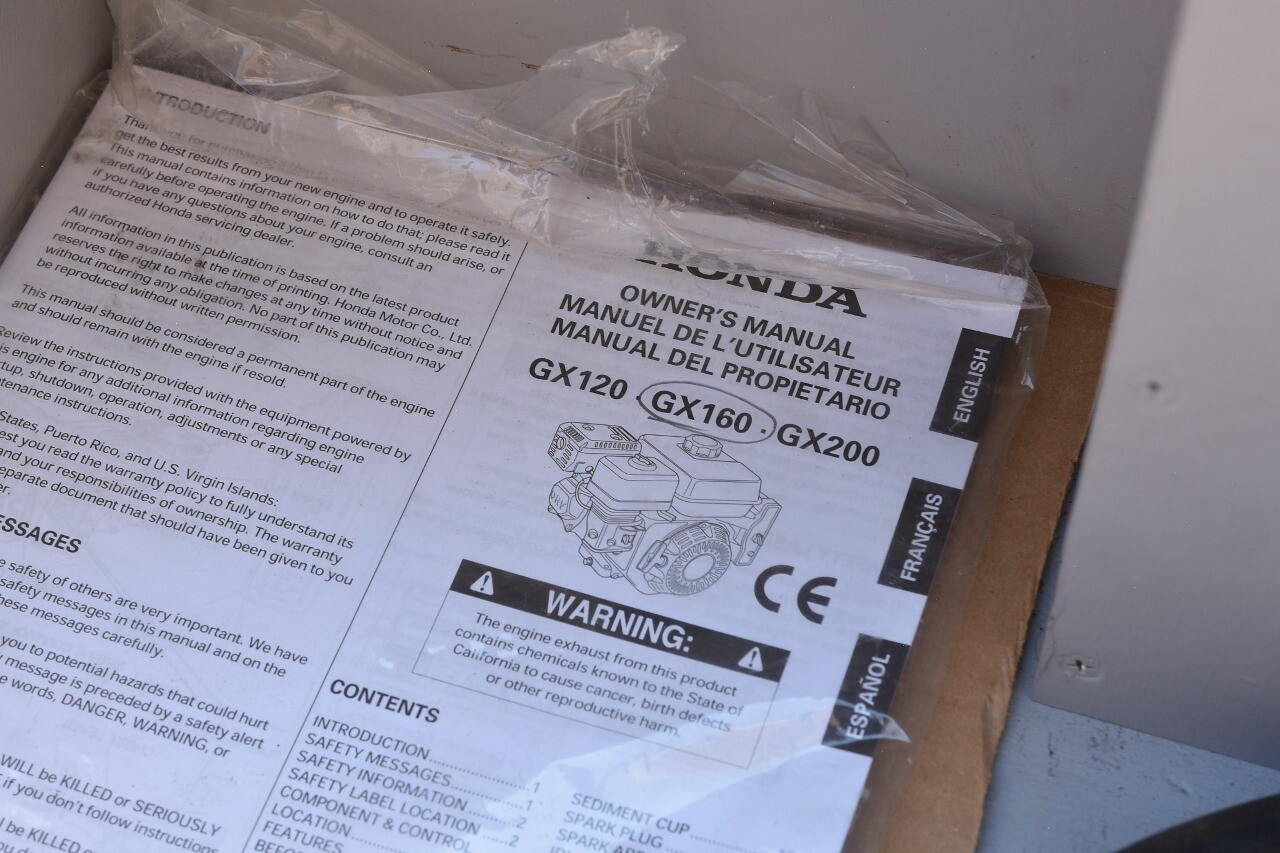 INTRODUCTION
Thank you for purchasing a
get the best results from your new engine and to operate it safely.
This manual contains information on how to do that; please read it
carefully before operating the engine. If a problem should arise, or
if you have any questions about your engine, consult an
authorized Honda servicing dealer.
All information in this publication is based on the latest product
information available at the time of printing. Honda Motor Co., Ltd.
reserves the right to make changes at any time without notice and
without incurring any obligation. No part of this publication may
be reproduced without written permission.
This manual should be considered a permanent part of the engine
and should remain with the engine if resold.
Review the instructions provided with the equipment powered by
is engine for any additional information regarding engine
tup, shutdown, operation, adjustments or any special
tenance instructions.
States, Puerto Rico, and U.S. Virgin Islands:
est you read the warranty policy to fully understand its
and your responsibilities of ownership. The warranty
eparate document that should have been given to you
er.
ESSAGES
e safety of others are very important. We have
safety messages in this manual and on the
hese messages carefully.
you to potential hazards that could hurt
message is preceded by a safety alert
e words, DANGER, WARNING, or
WILL be KILLED or SERIOUSLY
if you don't follow instructions
HONDA
OWNER'S MANUAL
MANUEL DE L'UTILISATEUR
MANUAL DEL PROPIETARIO
GX120 · GX160 · GX200
CE
WARNING:
The engine exhaust from this product
contains chemicals known to the State of
California to cause cancer, birth defects
or other reproductive harm.
CONTENTS
INTRODUCTION..........1
SAFETY MESSAGES..........1
SAFETY INFORMATION..........2
SAFETY LABEL LOCATION......2
COMPONENT & CONTROL
LOCATION
FEATURES
SEDIMENT CUP
SPARK PLUG
ENGLISH
FRANÇAIS
ESPAÑOL